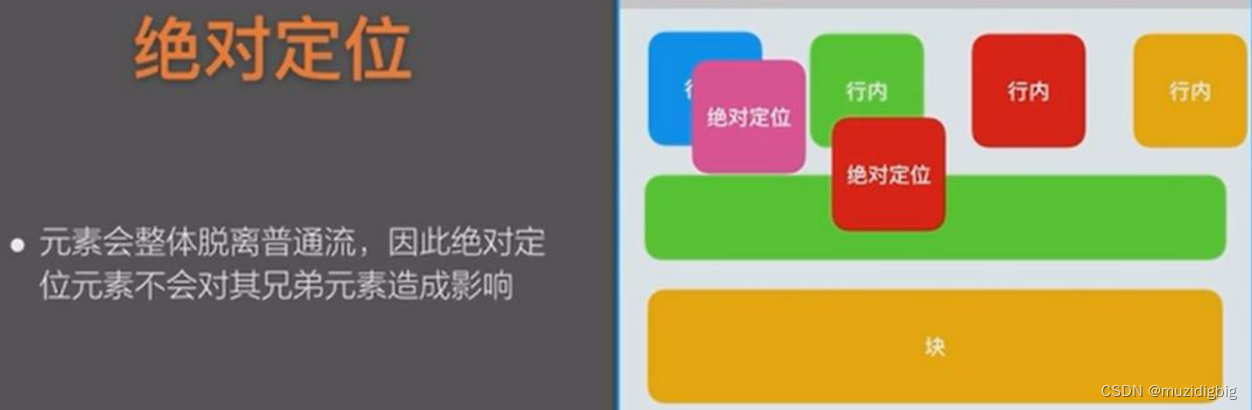 绝对定位
● 元素会整体脱离普通流，因此绝对定
位元素不会对其兄弟元素造成影响
行内 行内 行内
绝对定位
绝对定位
块
CSDN @muzidigbig